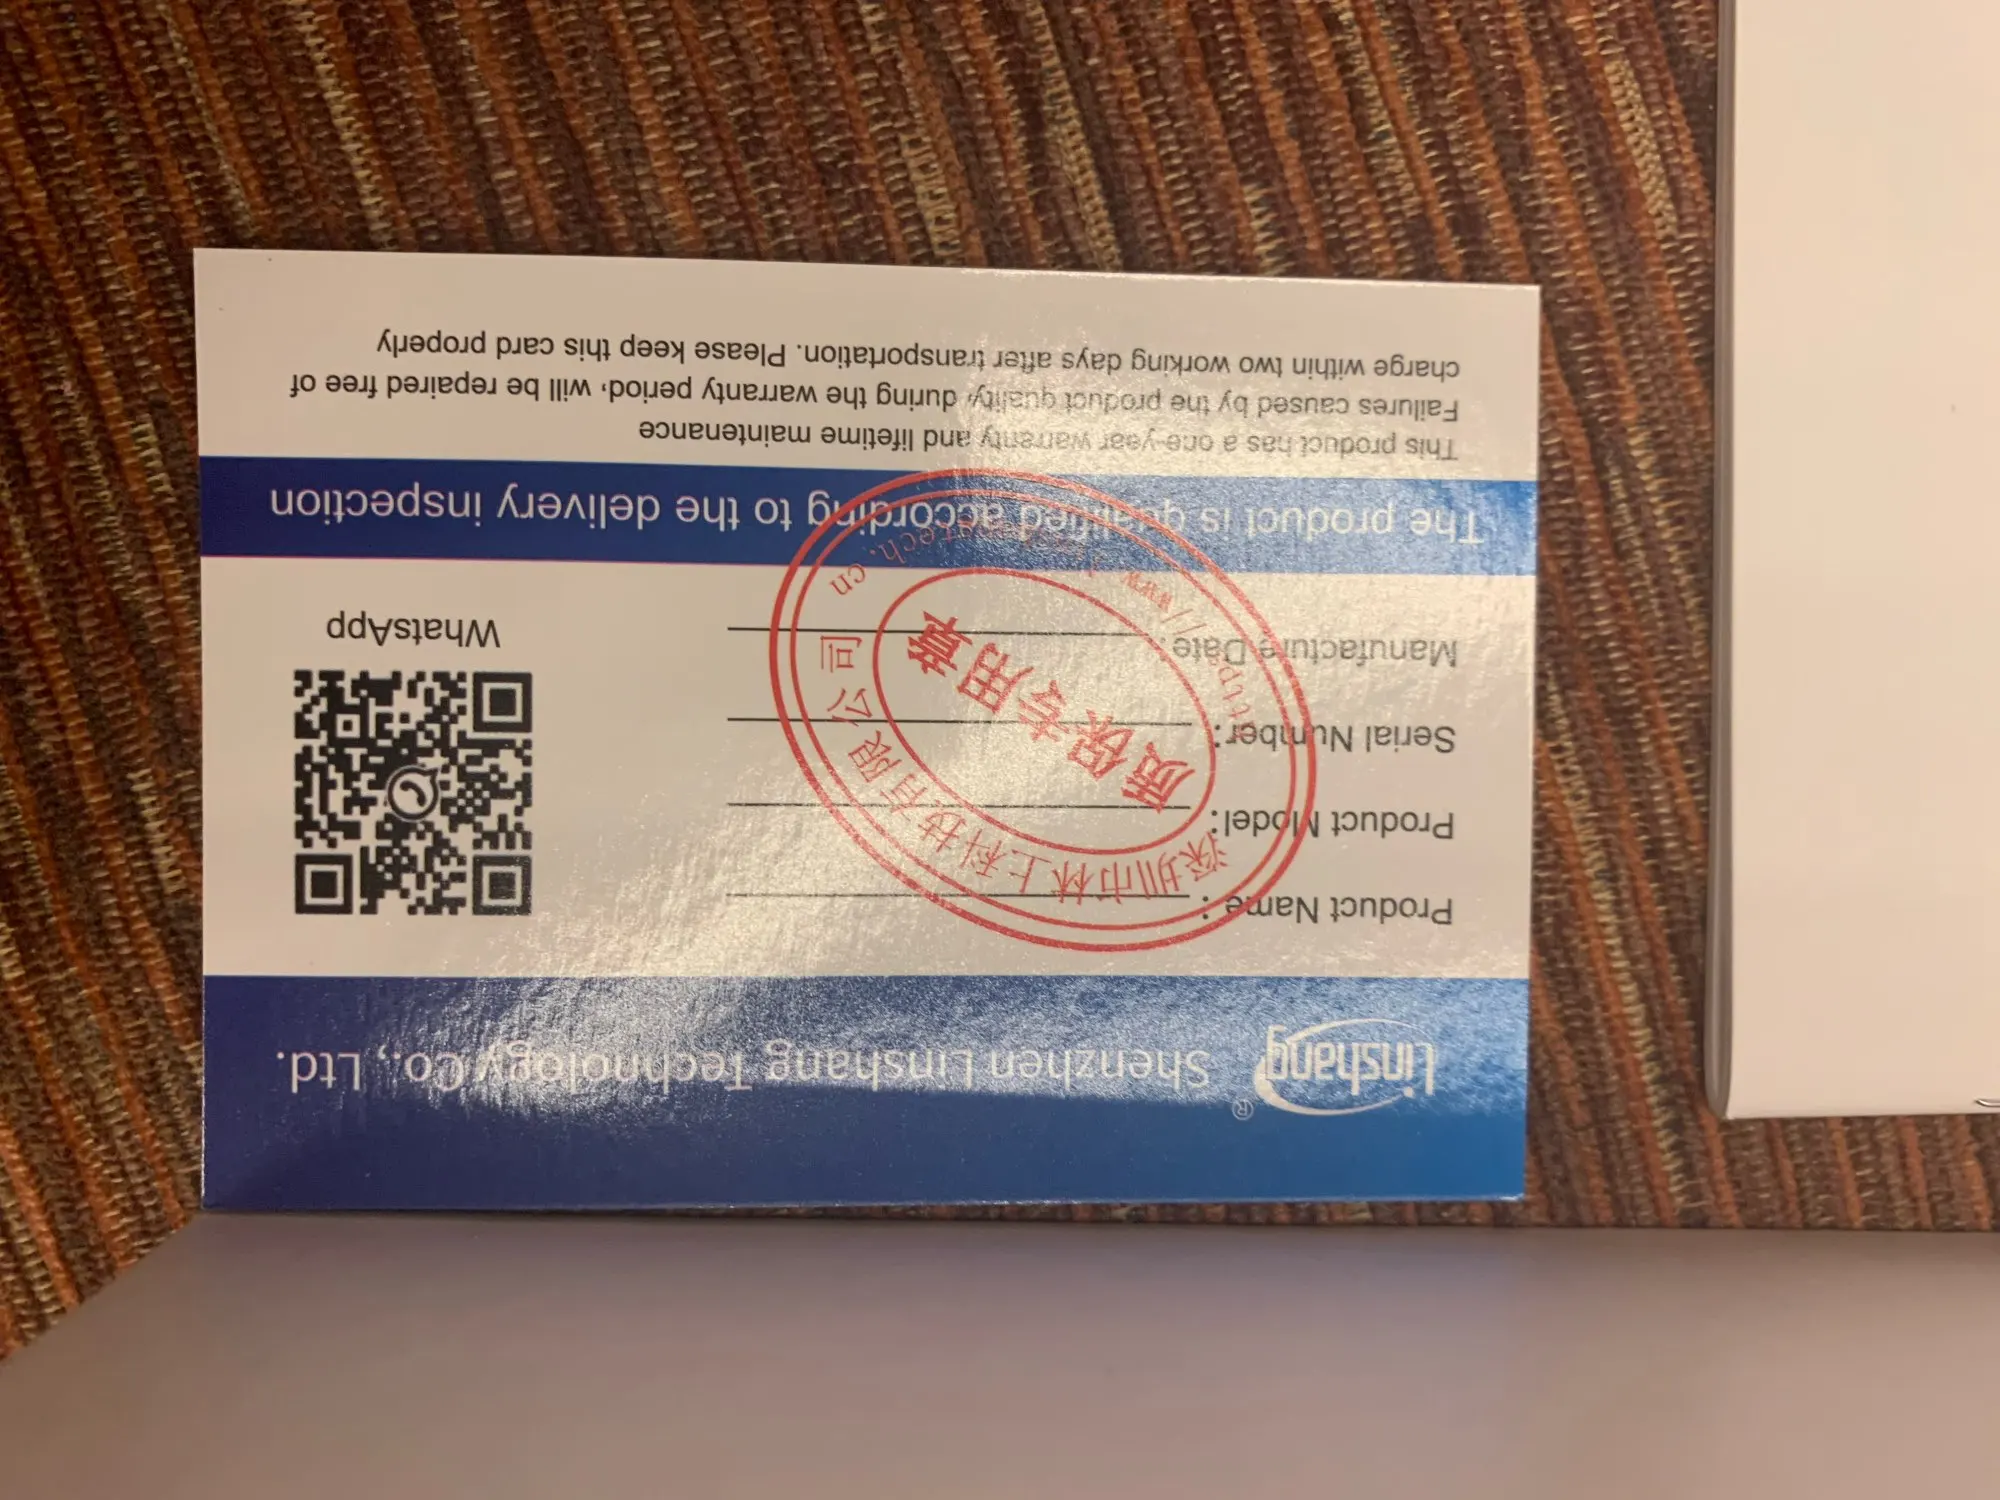 Linshang® Shenzhen Linshang Technology Co., Ltd.
Product Name:
Product Model:
Serial Number:
Manufacture Date:
WhatsApp
深圳市林上科技有限公司
质保专用章
The product is qualified according to the delivery inspection
This product has a one-year warranty and lifetime maintenance
Failures caused by the product quality, during the warranty period, will be repaired free of
charge within two working days after transportation. Please keep this card properly